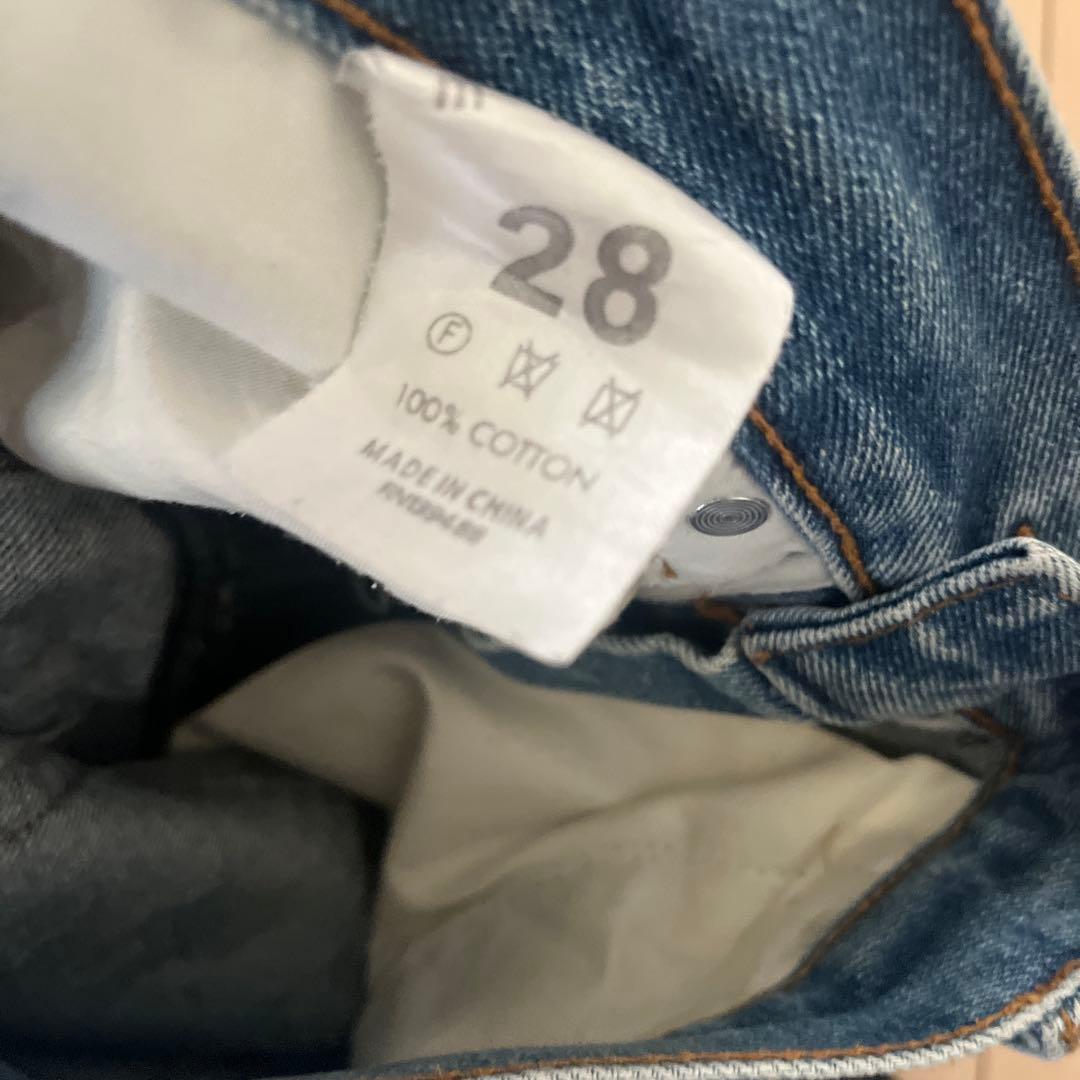 28
F
100% COTTON
MADE IN CHINA